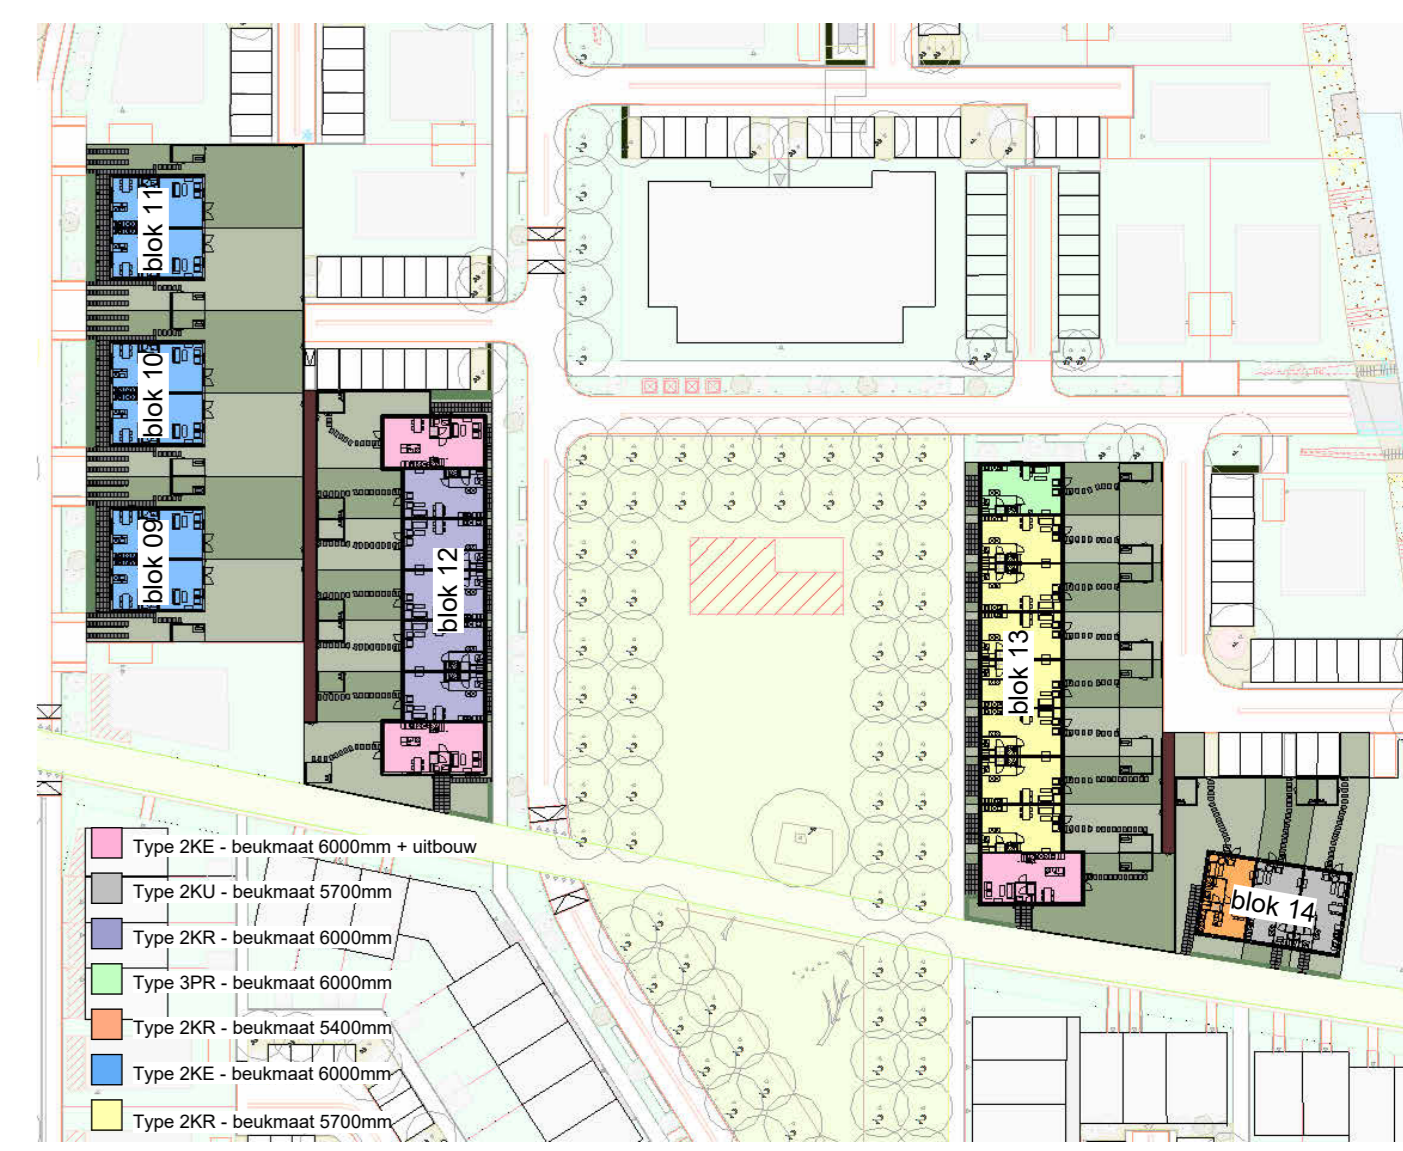 blok 11
blok 10
blok 09
blok 12
M
blok 13
blok 14
Type 2KE - beukmaat 6000mm + uitbouw
Type 2KU - beukmaat 5700mm
Type 2KR - beukmaat 6000mm
Type 3PR - beukmaat 6000mm
Type 2KR - beukmaat 5400mm
Type 2KE - beukmaat 6000mm
Type 2KR - beukmaat 5700mm